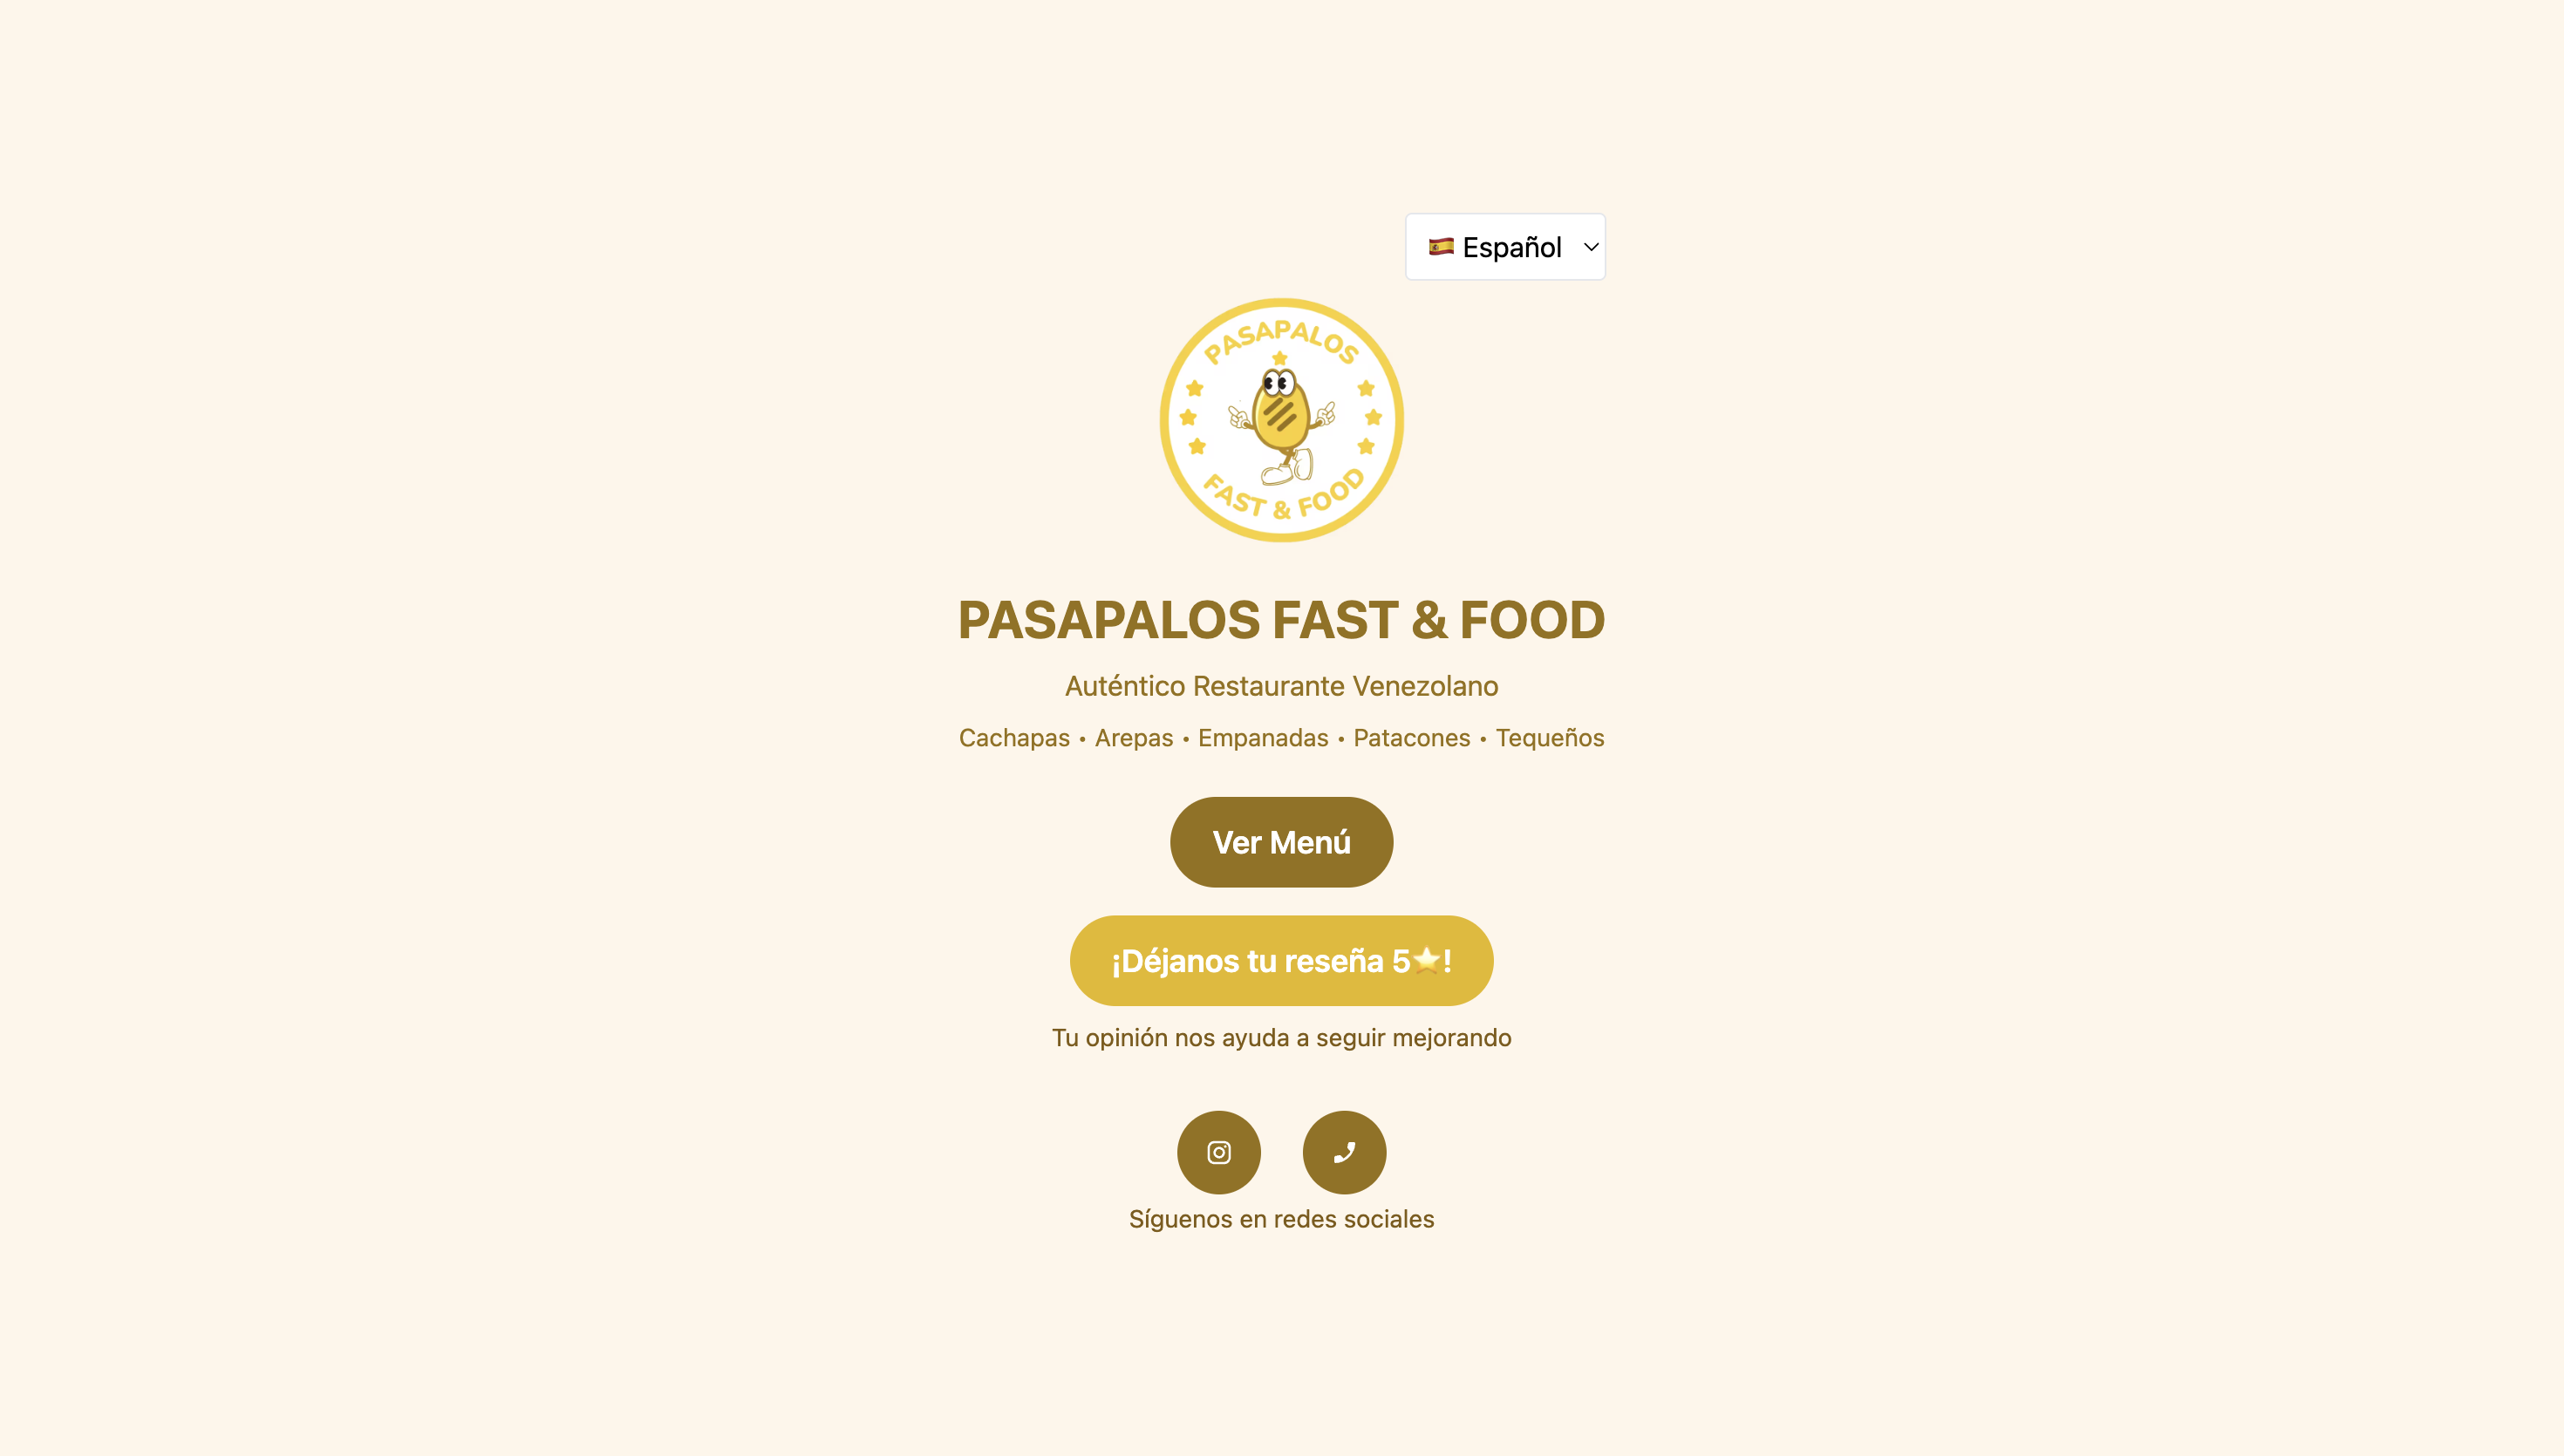 🇪🇸 Español
PASAPALOS
FAST & FOOD
PASAPALOS FAST & FOOD
Auténtico Restaurante Venezolano
Cachapas • Arepas • Empanadas • Patacones • Tequeños
Ver Menú
¡Déjanos tu reseña 5⭐!
Tu opinión nos ayuda a seguir mejorando
Síguenos en redes sociales